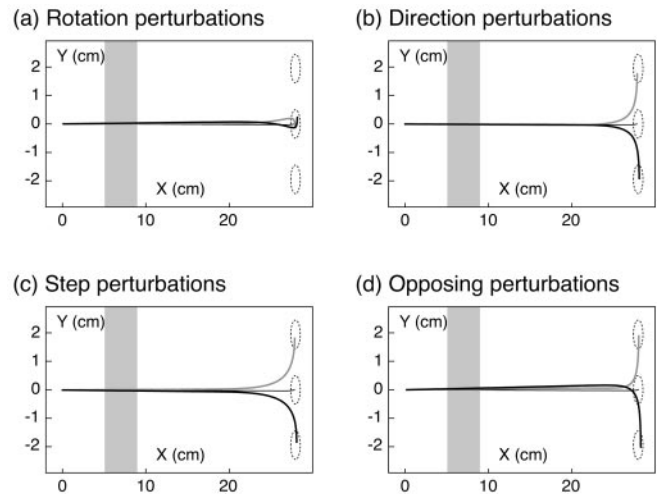 (a) Rotation perturbations
Y (cm)
2
1
0
-1
-2
X (cm)
0 10 20
(b) Direction perturbations
Y (cm)
2
1
0
-1
-2
X (cm)
0 10 20
(c) Step perturbations
Y (cm)
2
1
0
-1
-2
X (cm)
0 10 20
(d) Opposing perturbations
Y (cm)
2
1
0
-1
-2
X (cm)
0 10 20